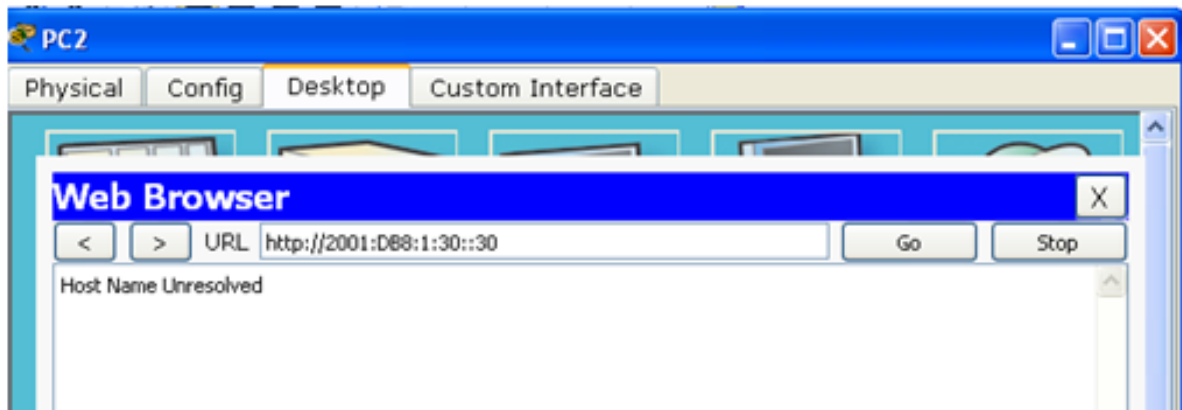 PC2
Physical Config Desktop Custom Interface
Web Browser X
< > URL http://2001:DB8:1:30::30 Go Stop
Host Name Unresolved